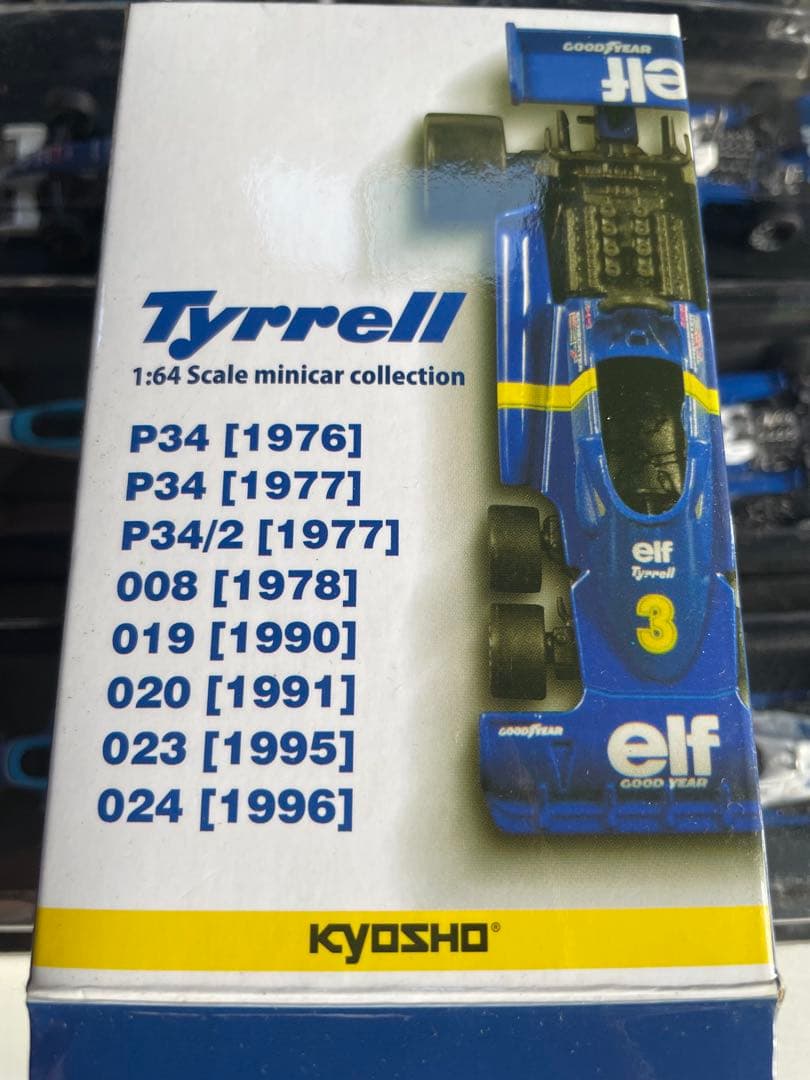 GOODYEAR
elf
Tyrrell
1:64 Scale minicar collection
P34 [1976]
P34 [1977]
P34/2 [1977]
008 [1978]
019 [1990]
020 [1991]
023 [1995]
024 [1996]
elf
Tyrrell
3
GOODYEAR
elf
GOOD YEAR
KYOSHO®